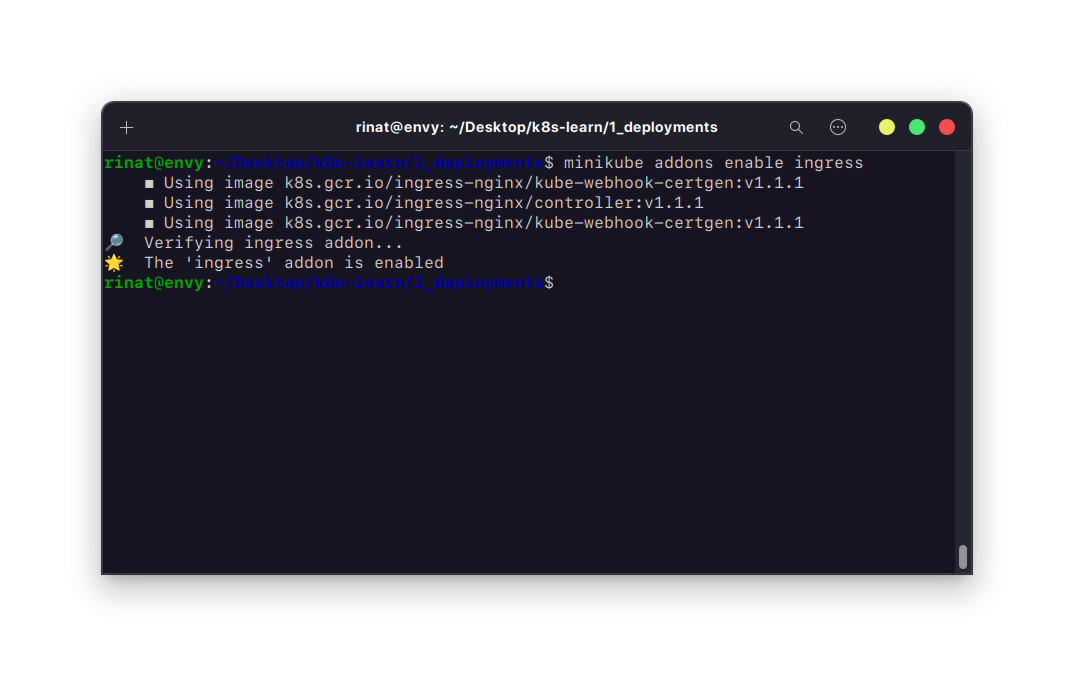 rinat@envy: ~/Desktop/k8s-learn/1_deployments
rinat@envy:~/Desktop/k8s-learn/1_deployments$ minikube addons enable ingress
▪ Using image k8s.gcr.io/ingress-nginx/kube-webhook-certgen:v1.1.1
▪ Using image k8s.gcr.io/ingress-nginx/controller:v1.1.1
▪ Using image k8s.gcr.io/ingress-nginx/kube-webhook-certgen:v1.1.1
🔎 Verifying ingress addon...
🌟 The 'ingress' addon is enabled
rinat@envy:~/Desktop/k8s-learn/1_deployments$